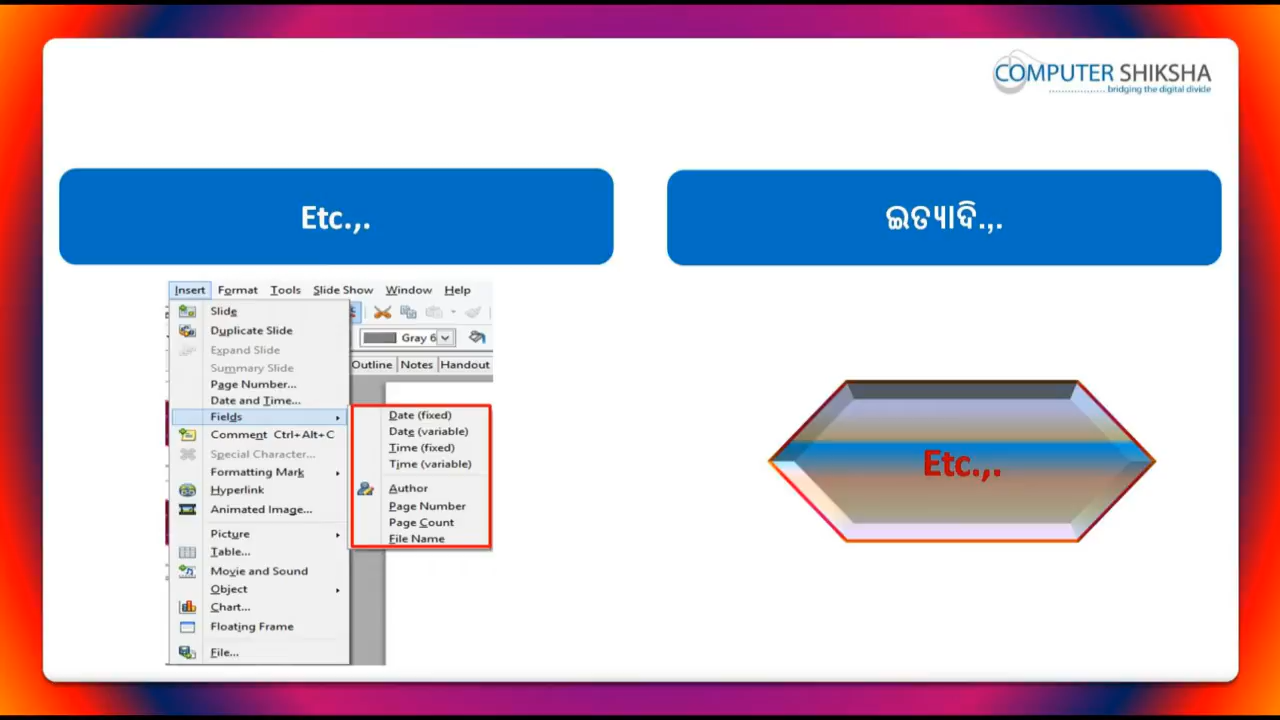 COMPUTER SHIKSHA
bridging the digital divide
Etc.,.
ଇତ୍ୟାଦି.,.
Insert Format Tools Slide Show Window Help
Slide
Duplicate Slide
Gray 6
Expand Slide
Summary Slide
Outline Notes Handout
Page Number...
Date and Time...
Fields
Comment Ctrl+Alt+C
Special Character...
Formatting Mark
Hyperlink
Animated Image...
Picture
Table...
Movie and Sound
Object
Chart...
Floating Frame
File...
Date (fixed)
Date (variable)
Time (fixed)
Time (variable)
Author
Page Number
Page Count
File Name
Etc.,.